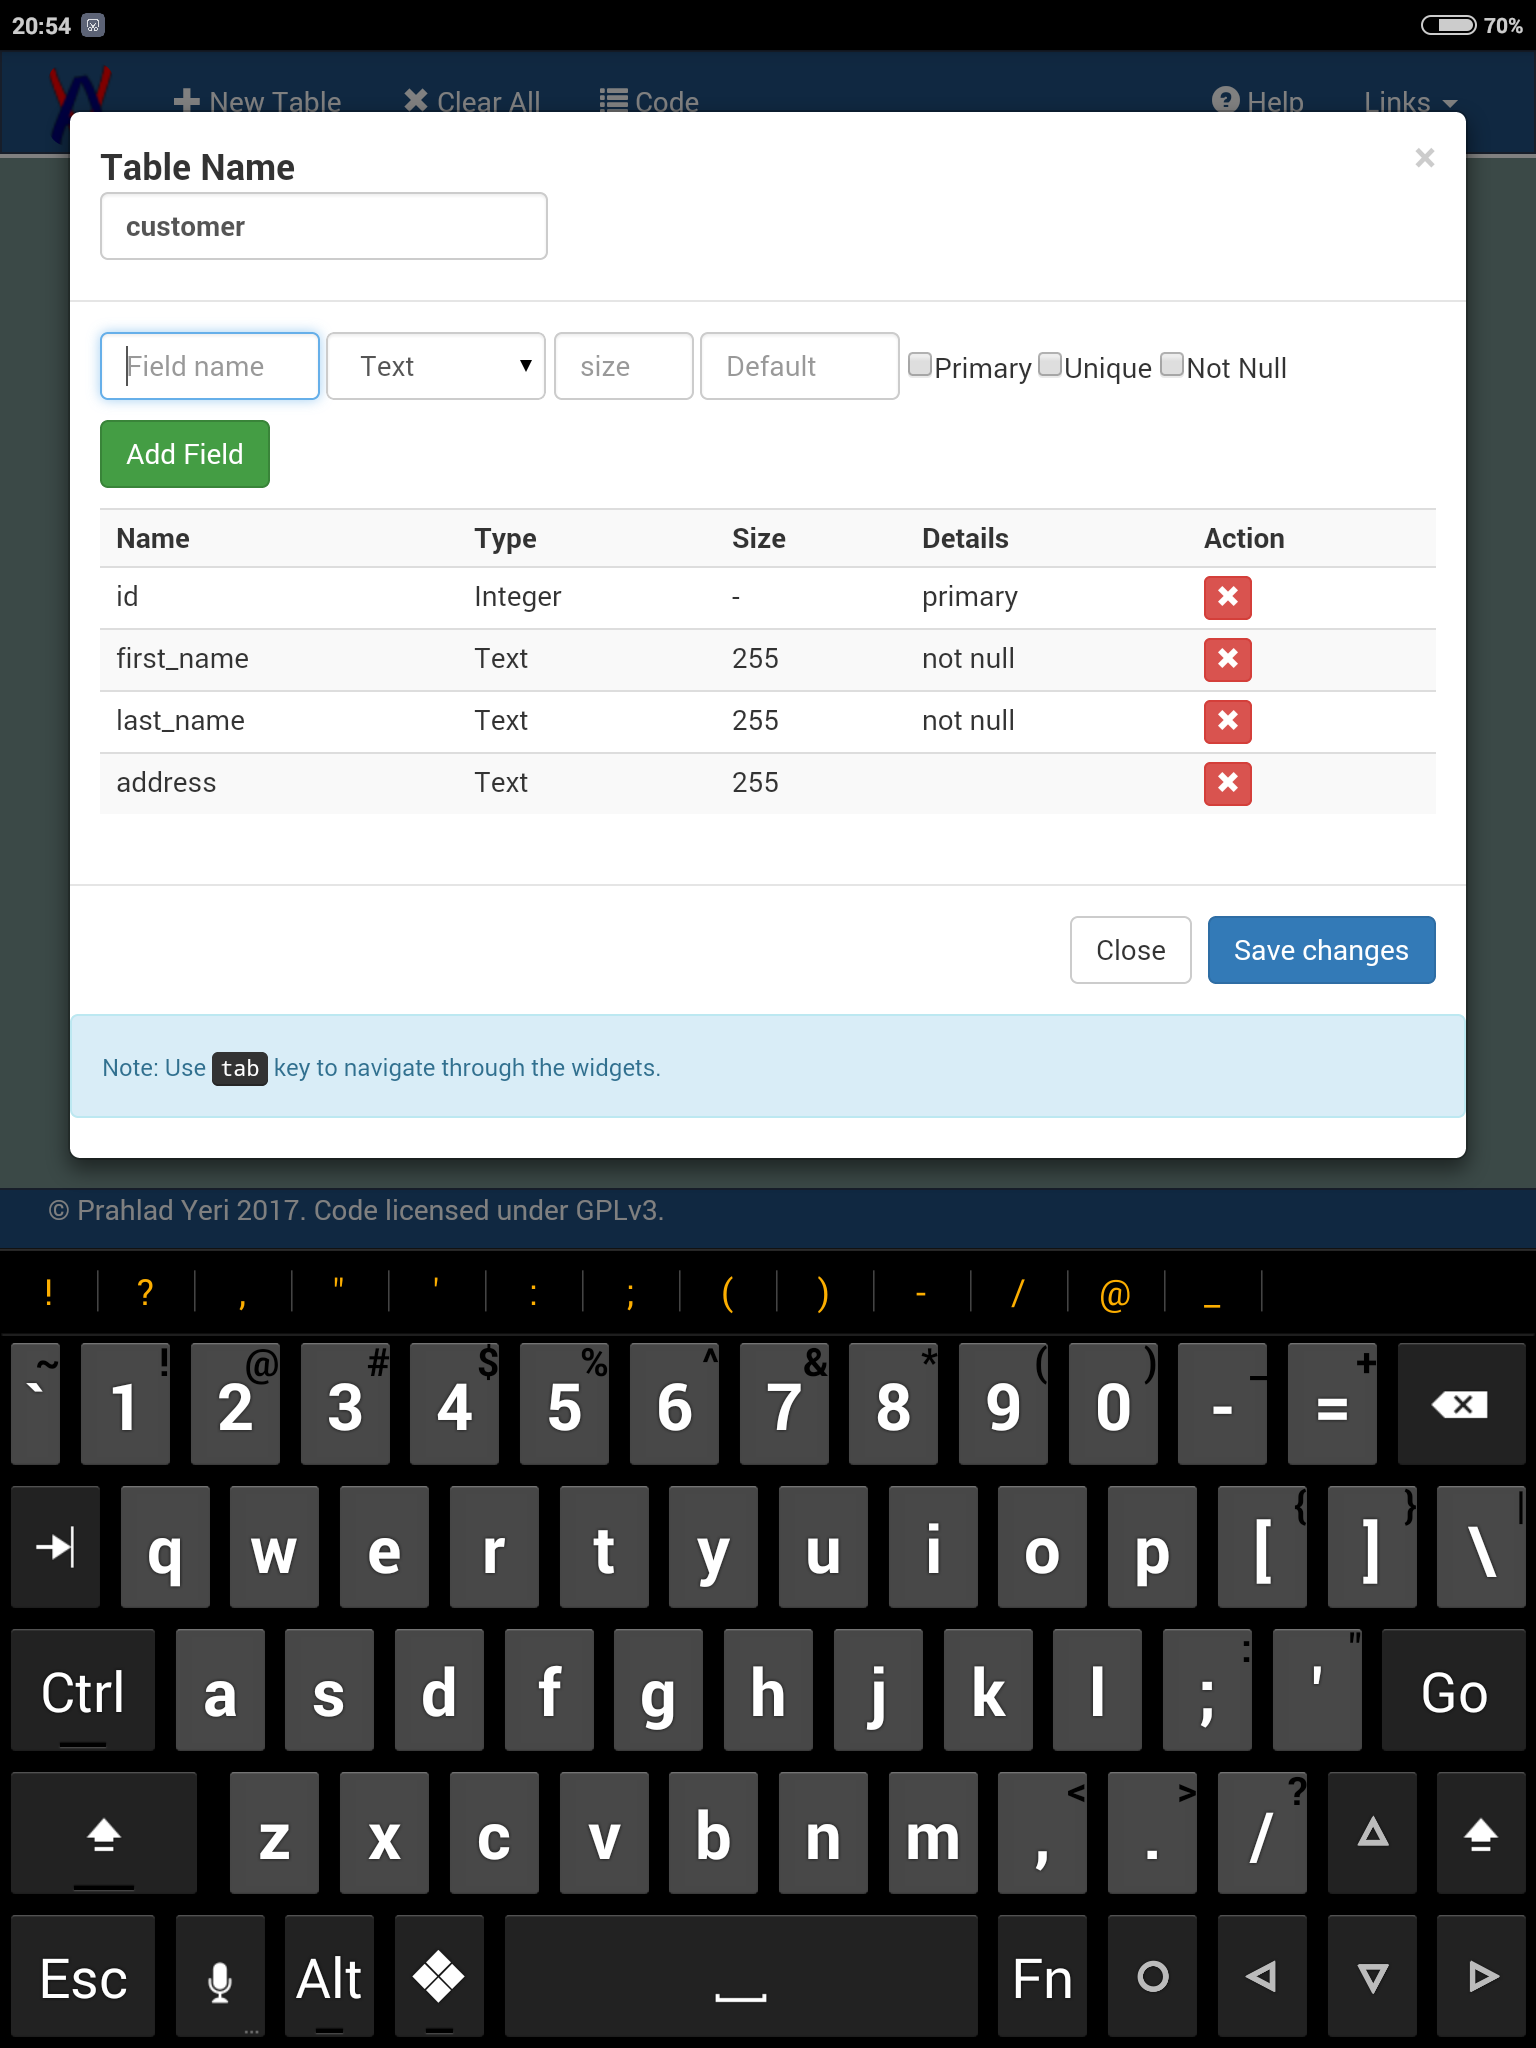 20:54 70%
New Table Clear All Code Help Links
Table Name ×
customer
Field name Text size Default Primary Unique Not Null
Add Field
Name Type Size Details Action
id Integer - primary
first_name Text 255 not null
last_name Text 255 not null
address Text 255
Close Save changes
Note: Use tab key to navigate through the widgets.
© Prahlad Yeri 2017. Code licensed under GPLv3.
! ? , " ' : ; ( ) - / @ _
~ ! @ # $ % ^ & * ( ) _ +
` 1 2 3 4 5 6 7 8 9 0 - =
{ } |
q w e r t y u i o p [ ] \
: "
Ctrl a s d f g h j k l ; ' Go
< > ?
z x c v b n m , . /
Esc Alt Fn